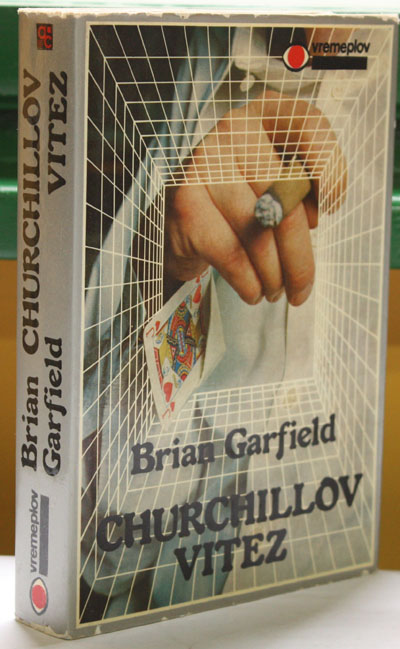 vremeplov
Brian Garfield
CHURCHILLOV
VITEZ
Brian CHURCHILLOV
Garfield VITEZ
vremeplov